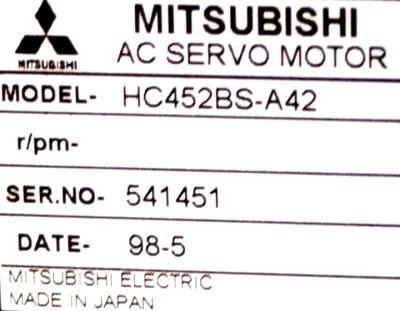 MITSUBISHI
MITSUBISHI
AC SERVO MOTOR
MODEL- HC452BS-A42
r/pm-
SER.NO- 541451
DATE- 98-5
MITSUBISHI ELECTRIC
MADE IN JAPAN